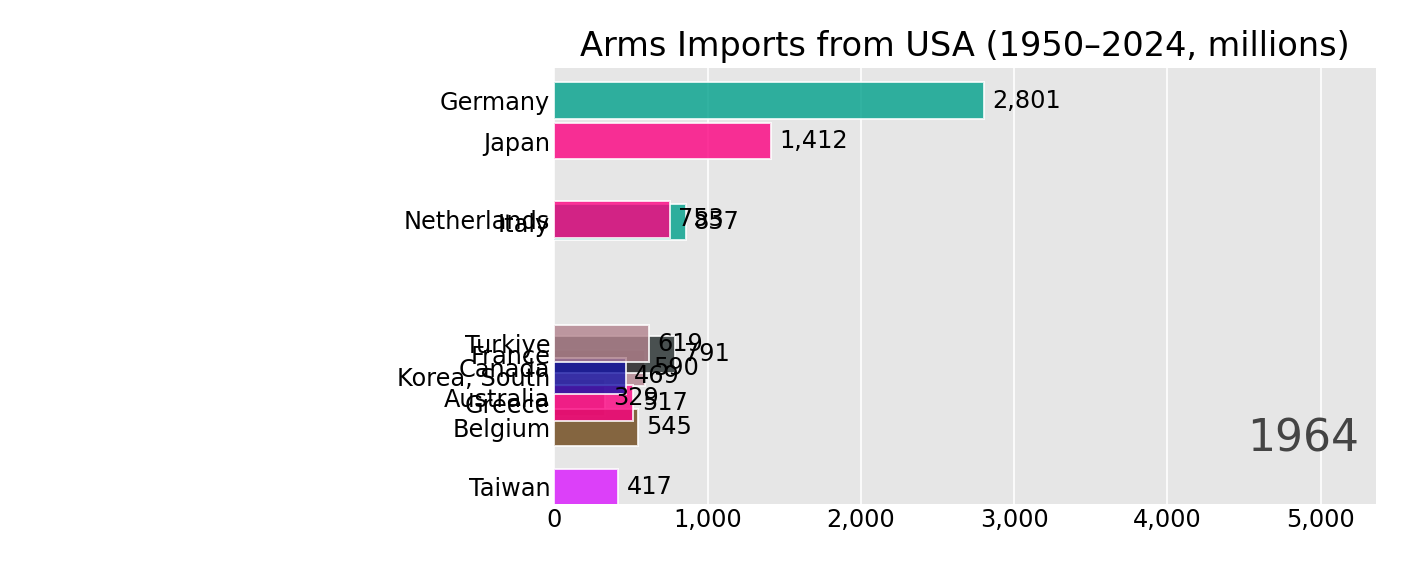 Arms Imports from USA (1950–2024, millions)
Germany 2,801
Japan 1,412
Netherlands 753
Italy 857
Turkiye 619
France 791
Canada 590
Korea, South 469
Australia 329
Greece 517
Belgium 545
Taiwan 417
1964
0 1,000 2,000 3,000 4,000 5,000